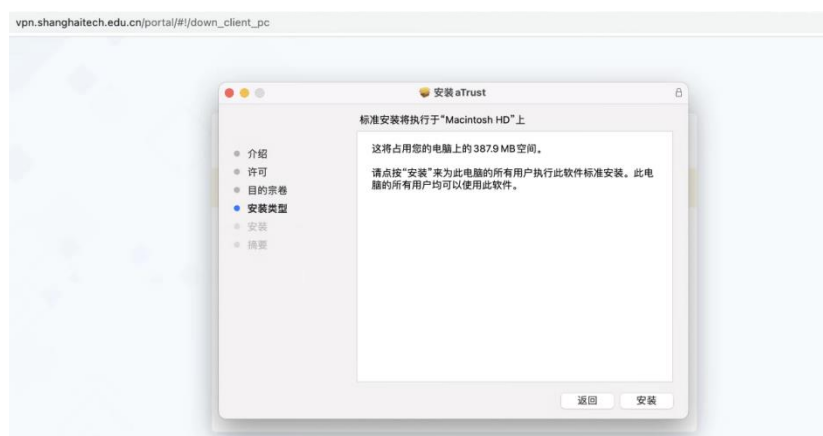 vpn.shanghaitech.edu.cn/portal/#!/down_client_pc
安装 aTrust
标准安装将执行于“Macintosh HD”上
介绍
许可
目的宗卷
安装类型
安装
摘要
这将占用您的电脑上的 387.9 MB 空间。
请点按“安装”来为此电脑的所有用户执行此软件标准安装。此电
脑的所有用户均可以使用此软件。
返回
安装